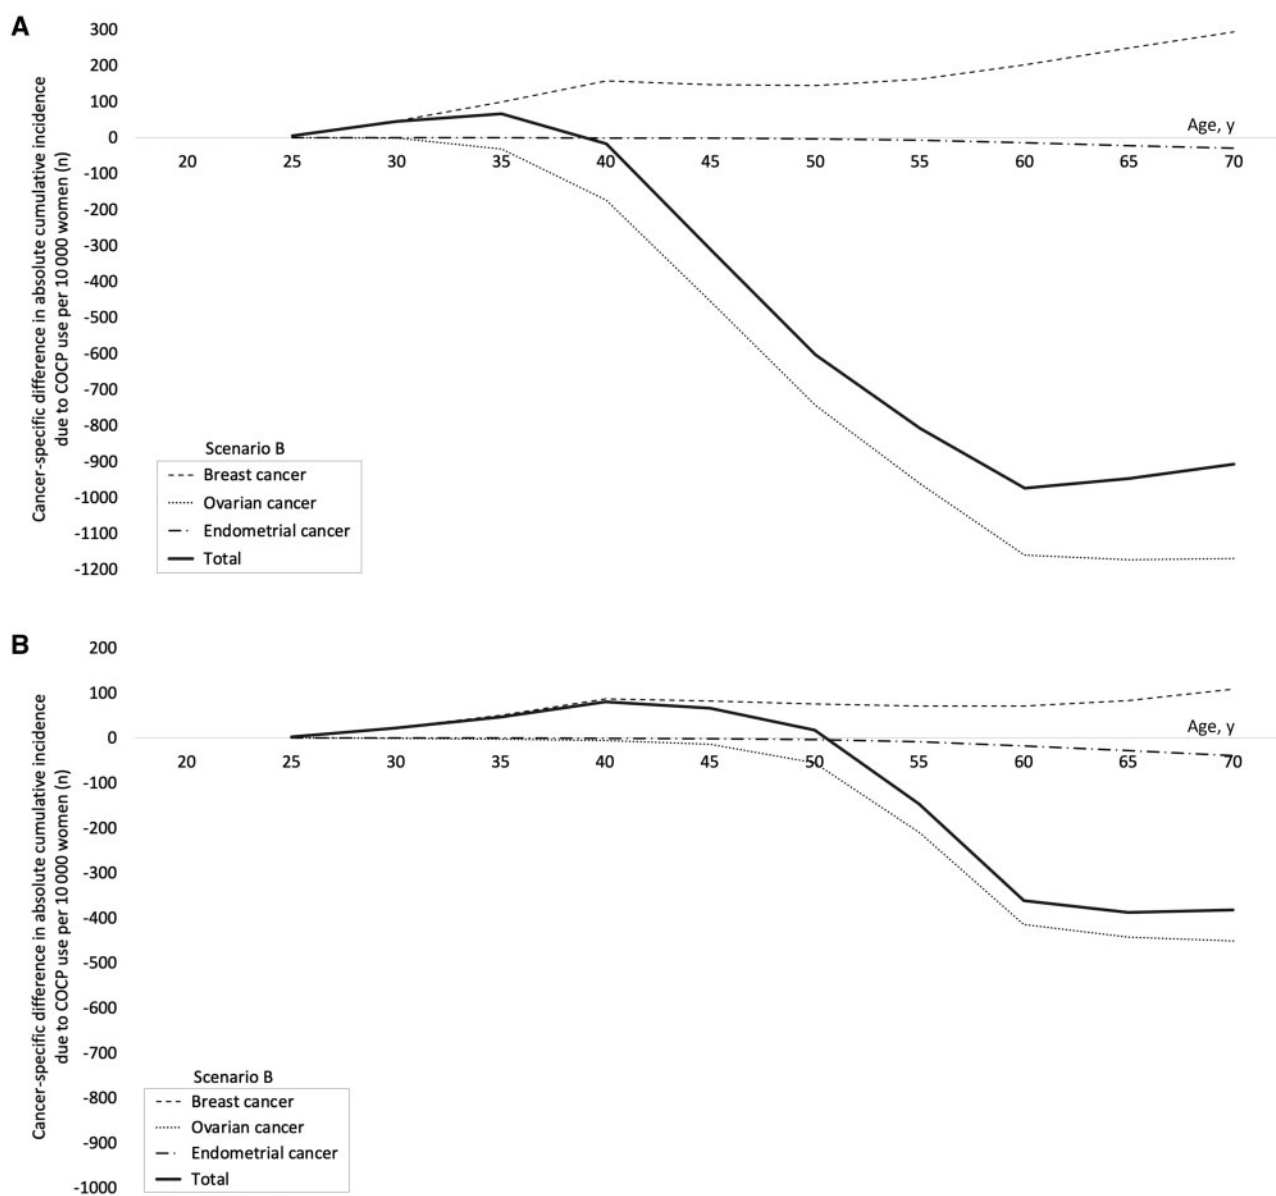 A
Cancer-specific difference in absolute cumulative incidence
due to COCP use per 10 000 women (n)
300
200
100
0
-100
-200
-300
-400
-500
-600
-700
-800
-900
-1000
-1100
-1200
Age, y
20 25 30 35 40 45 50 55 60 65 70
Scenario B
Breast cancer
Ovarian cancer
Endometrial cancer
Total
B
Cancer-specific difference in absolute cumulative incidence
due to COCP use per 10 000 women (n)
200
100
0
-100
-200
-300
-400
-500
-600
-700
-800
-900
-1000
Age, y
20 25 30 35 40 45 50 55 60 65 70
Scenario B
Breast cancer
Ovarian cancer
Endometrial cancer
Total